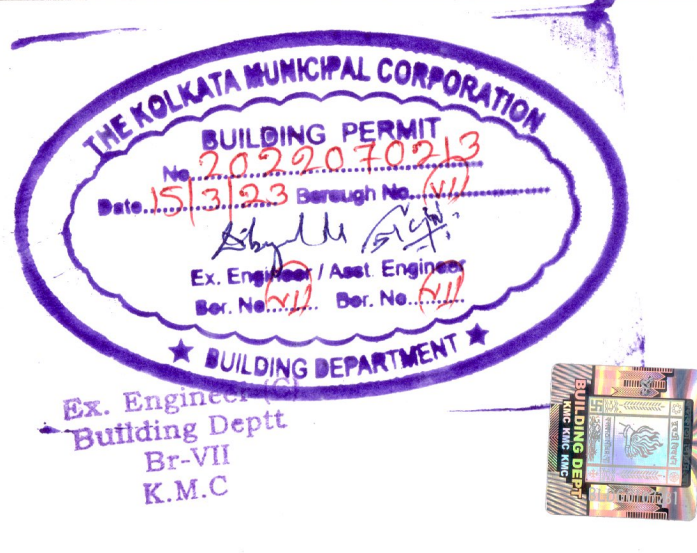 THE KOLKATA MUNICIPAL CORPORATION
BUILDING PERMIT
No. 2022070213
Date. 15/3/23 Borough No. (VII)
Ex. Engineer / Asst. Engineer
Bor. No. (VII) Bor. No. (VII)
★ BUILDING DEPARTMENT ★
Ex. Engineer (C)
Building Deptt
Br-VII
K.M.C
BUILDING DEPT
KMC KMC KMC